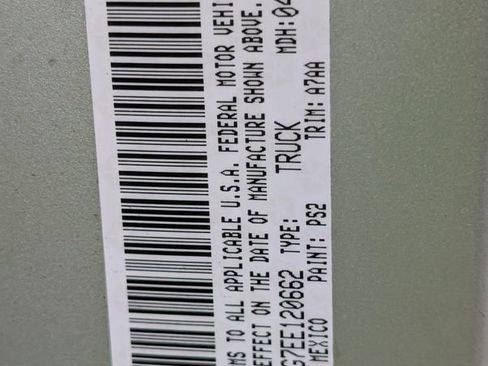 MS TO ALL APPLICABLE U.S.A. FEDERAL MOTOR VEHI
EFFECT ON THE DATE OF MANUFACTURE SHOWN ABOVE.
G7EE120662 TYPE: TRUCK MDH:04
MEXICO PAINT: PS2 TRIM: A7AA